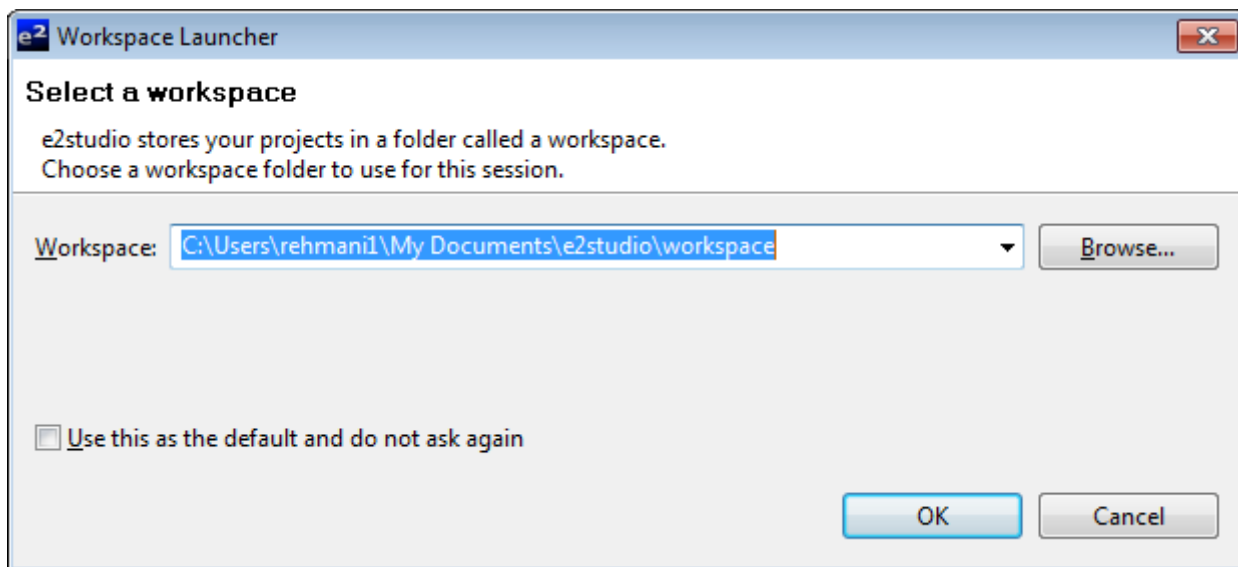 e² Workspace Launcher
Select a workspace
e2studio stores your projects in a folder called a workspace.
Choose a workspace folder to use for this session.
Workspace: C:\Users\rehmani1\My Documents\e2studio\workspace Browse...
Use this as the default and do not ask again
OK Cancel